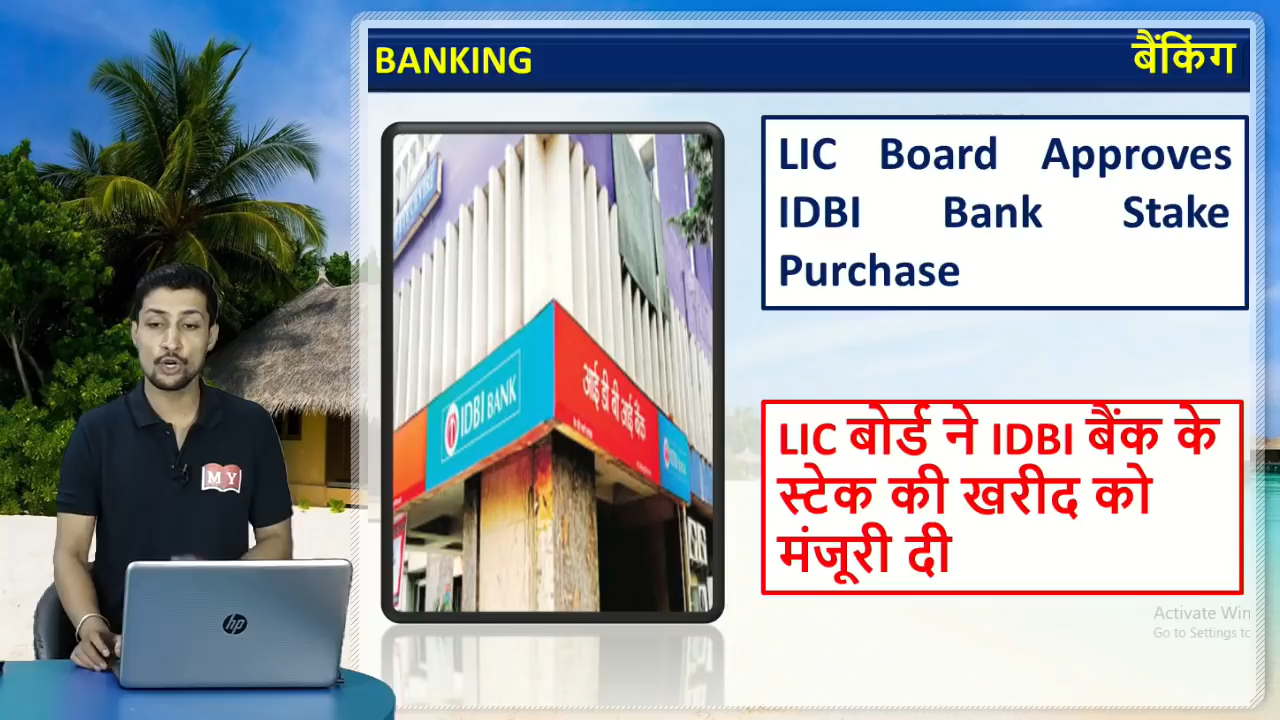 BANKING
बैंकिंग
LIC Board Approves
IDBI Bank Stake
Purchase
IDBI BANK
आई डी बी आई बैंक
LIC बोर्ड ने IDBI बैंक के
स्टेक की खरीद को
मंजूरी दी
M Y
hp
Activate Win
Go to Settings tc